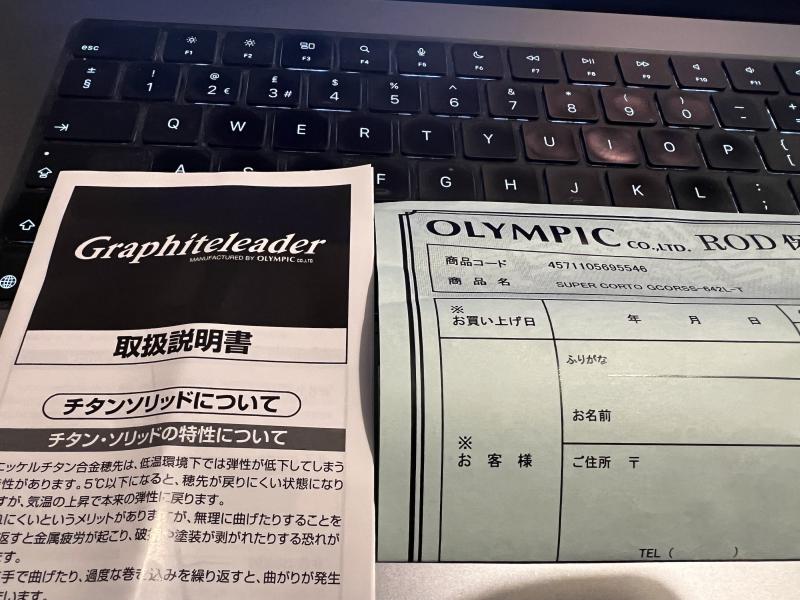 esc
F1
F2
F3
F4
F5
F6
F7
F8
F9
F10
F11
± §
! 1
@ 2 €
£ 3 #
$ 4
% 5
^ 6
& 7
* 8
( 9
) 0
Q W E R T Y U I O P
A
F G H J K L
Graphiteleader
MANUFACTURED BY OLYMPIC CO.,LTD.
取扱説明書
チタンソリッドについて
チタン・ソリッドの特性について
ニッケルチタン合金穂先は、低温環境下では弾性が低下してしまう
性があります。5℃以下になると、穂先が戻りにくい状態になり
すが、気温の上昇で本来の弾性に戻ります。
れにくいというメリットがありますが、無理に曲げたりすることを
返すと金属疲労が起こり、破損や塗装が剥がれたりする恐れが
ます。
手で曲げたり、過度な巻き込みを繰り返すと、曲がりが発生
OLYMPIC CO.,LTD. ROD
商品コード 4571105695546
商品名 SUPER CORTO GCORSS-642L-T
※
お買い上げ日 年 月 日
ふりがな
お名前
※
お客様
ご住所 〒
TEL ( )